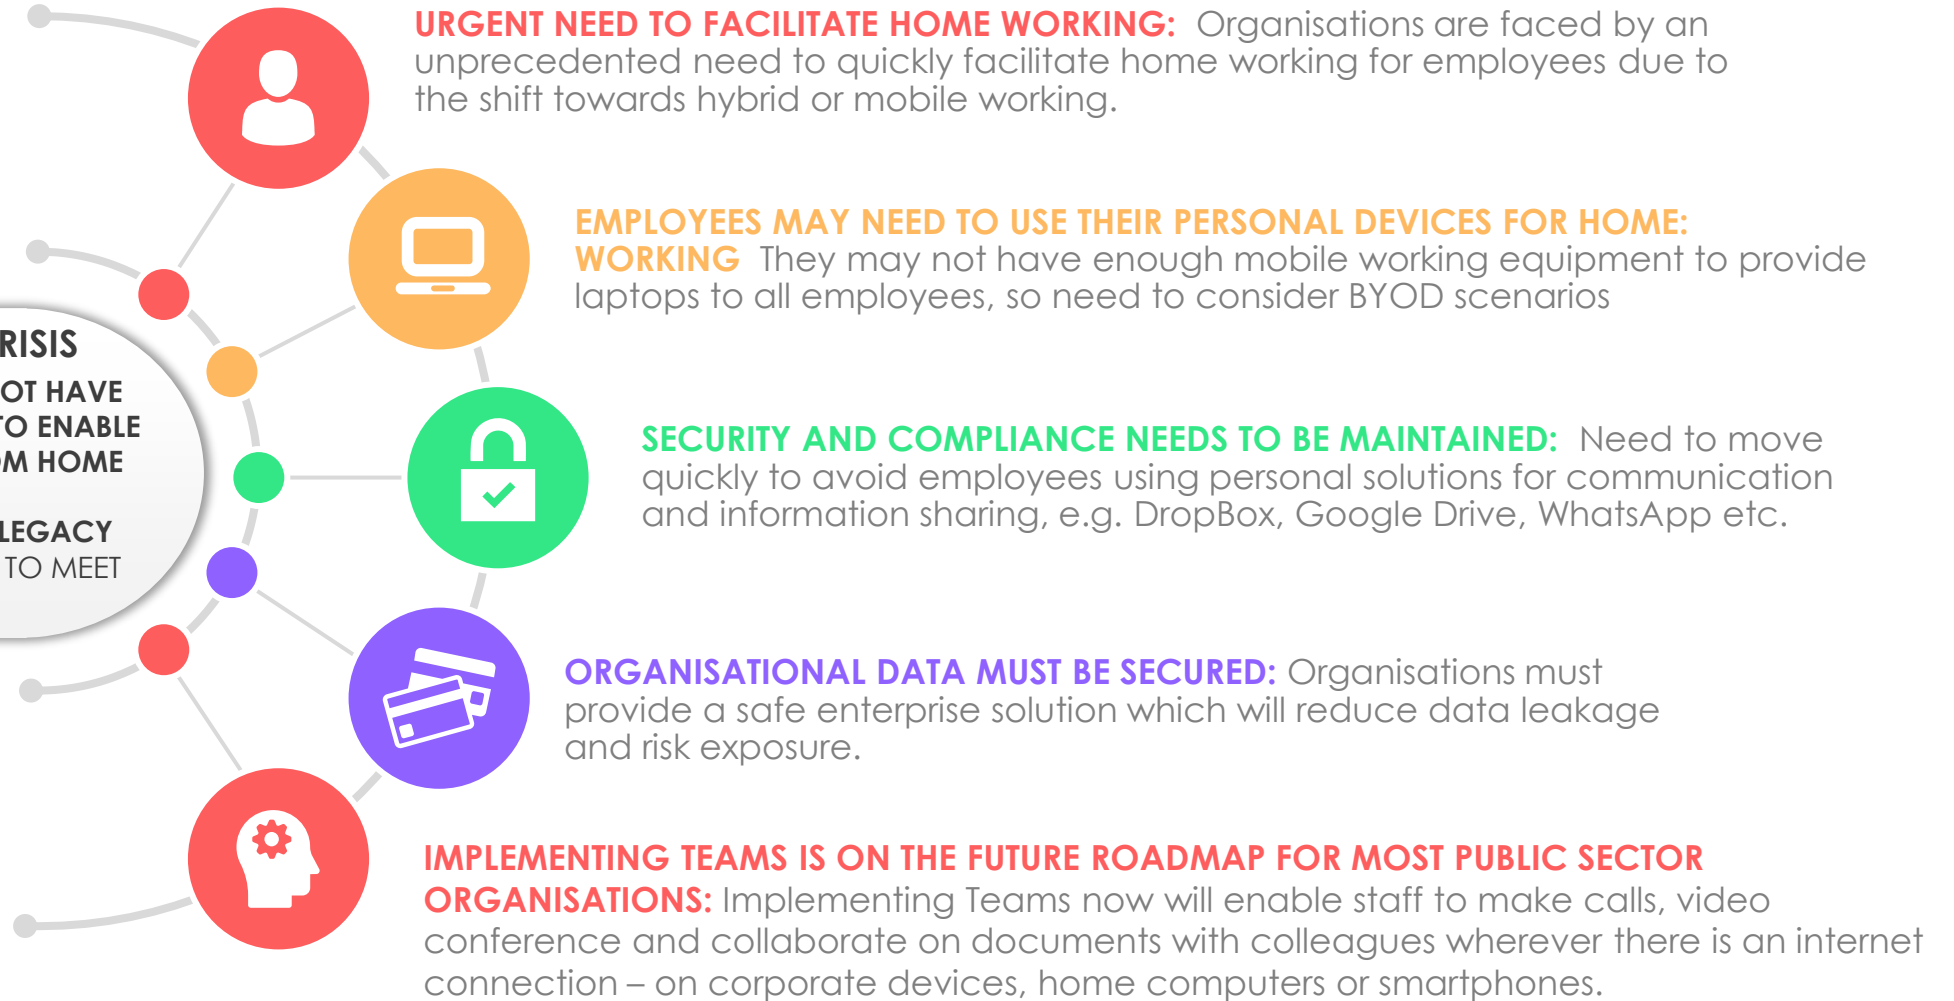 URGENT NEED TO FACILITATE HOME WORKING: Organisations are faced by an
unprecedented need to quickly facilitate home working for employees due to
the shift towards hybrid or mobile working.
EMPLOYEES MAY NEED TO USE THEIR PERSONAL DEVICES FOR HOME:
WORKING They may not have enough mobile working equipment to provide
laptops to all employees, so need to consider BYOD scenarios
RISIS
OT HAVE
TO ENABLE
OM HOME
LEGACY
TO MEET
SECURITY AND COMPLIANCE NEEDS TO BE MAINTAINED: Need to move
quickly to avoid employees using personal solutions for communication
and information sharing, e.g. DropBox, Google Drive, WhatsApp etc.
ORGANISATIONAL DATA MUST BE SECURED: Organisations must
provide a safe enterprise solution which will reduce data leakage
and risk exposure.
IMPLEMENTING TEAMS IS ON THE FUTURE ROADMAP FOR MOST PUBLIC SECTOR
ORGANISATIONS: Implementing Teams now will enable staff to make calls, video
conference and collaborate on documents with colleagues wherever there is an internet
connection – on corporate devices, home computers or smartphones.